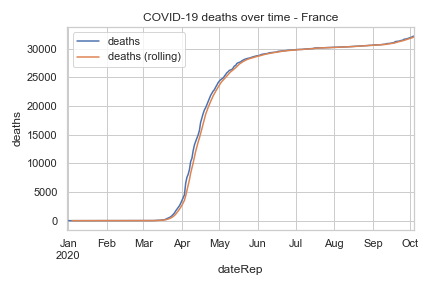 COVID-19 deaths over time - France
deaths
deaths (rolling)
30000
25000
20000
15000
10000
5000
0
deaths
Jan Feb Mar Apr May Jun Jul Aug Sep Oct
2020
dateRep